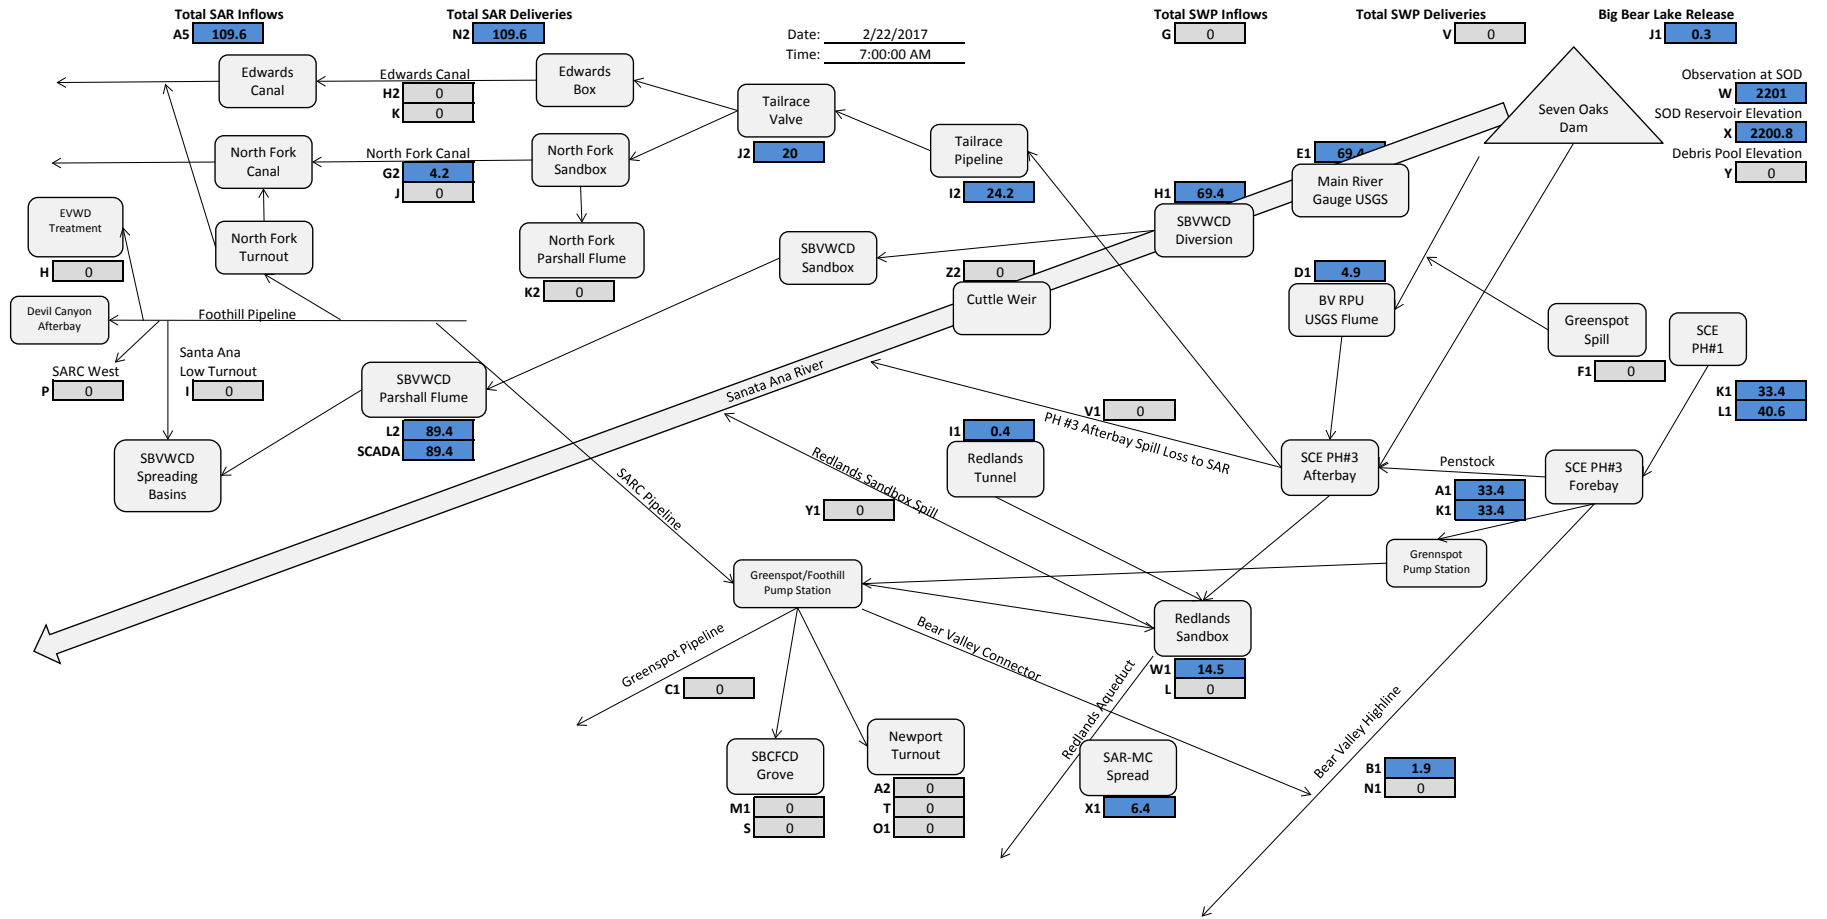 Total SAR Inflows
A5 109.6
Total SAR Deliveries
N2 109.6
Date: 2/22/2017
Time: 7:00:00 AM
Total SWP Inflows
G 0
Total SWP Deliveries
V 0
Big Bear Lake Release
J1 0.3
Observation at SOD
W 2201
SOD Reservoir Elevation
X 2200.8
Debris Pool Elevation
Y 0
Seven Oaks
Dam
Edwards
Canal
Edwards Canal
H2 0
K 0
Edwards
Box
Tailrace
Valve
J2 20
Tailrace
Pipeline
I2 24.2
E1 69.4
Main River
Gauge USGS
H1 69.4
SBVWCD
Diversion
North Fork
Canal
North Fork Canal
G2 4.2
J 0
North Fork
Sandbox
EVWD
Treatment
H 0
North Fork
Turnout
North Fork
Parshall Flume
K2 0
SBVWCD
Sandbox
Z2 0
Cuttle Weir
D1 4.9
BV RPU
USGS Flume
Greenspot
Spill
F1 0
SCE
PH#1
K1 33.4
L1 40.6
Devil Canyon
Afterbay
Foothill Pipeline
SARC West
P 0
Santa Ana
Low Turnout
I 0
SBVWCD
Parshall Flume
L2 89.4
SCADA 89.4
Sanata Ana River
V1 0
PH #3 Afterbay Spill Loss to SAR
I1 0.4
Redlands
Tunnel
SCE PH#3
Afterbay
Penstock
A1 33.4
K1 33.4
SCE PH#3
Forebay
SBVWCD
Spreading
Basins
SARC Pipeline
Redlands Sandbox Spill
Y1 0
Grennspot
Pump Station
Greenspot/Foothill
Pump Station
Redlands
Sandbox
W1 14.5
L 0
Greenspot Pipeline
C1 0
Bear Valley Connector
Redlands Aqueduct
Bear Valley Highline
SBCFCD
Grove
M1 0
S 0
Newport
Turnout
A2 0
T 0
O1 0
SAR-MC
Spread
X1 6.4
B1 1.9
N1 0